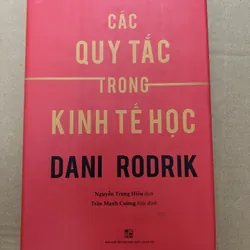 CÁC
QUY TẮC
TRONG
KINH TẾ HỌC
DANI RODRIK
Nguyễn Trung Hiếu dịch
Trần Mạnh Cường hiệu đính